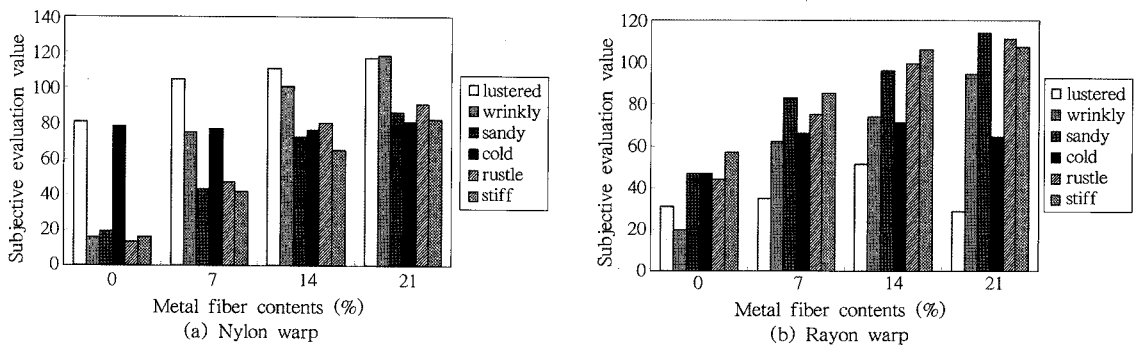 Subjective evaluation value
140
120
100
80
60
40
20
0
0 7 14 21
Metal fiber contents (%)
(a) Nylon warp
lustered
wrinkly
sandy
cold
rustle
stiff
Subjective evaluation value
120
100
80
60
40
20
0
0 7 14 21
Metal fiber contents (%)
(b) Rayon warp
lustered
wrinkly
sandy
cold
rustle
stiff